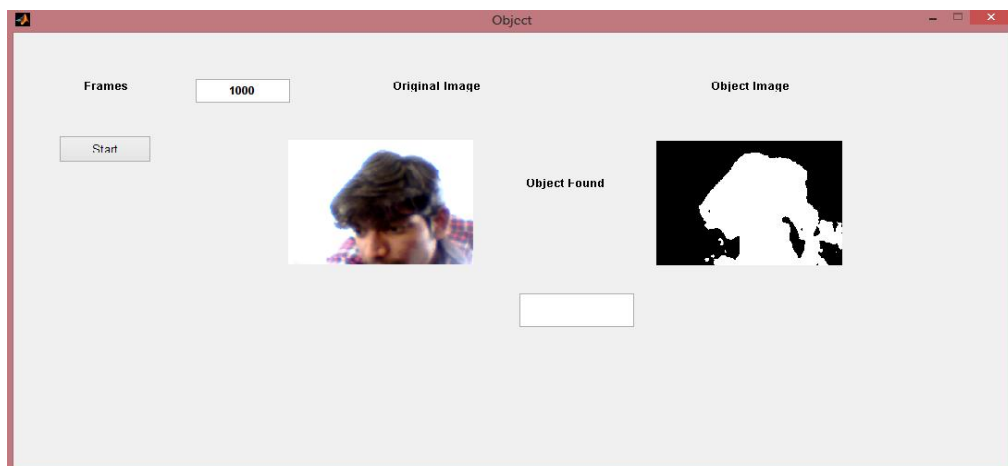 Object
Frames
1000
Original Image
Object Image
Start
Object Found